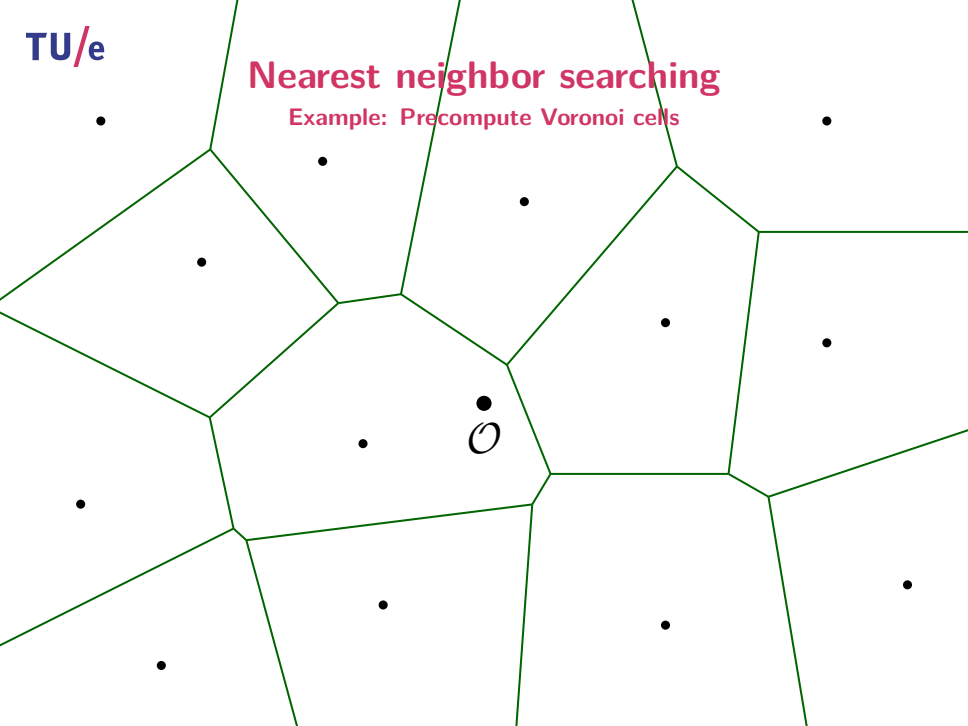 TU/e
Nearest neighbor searching
Example: Precompute Voronoi cells
𝒪